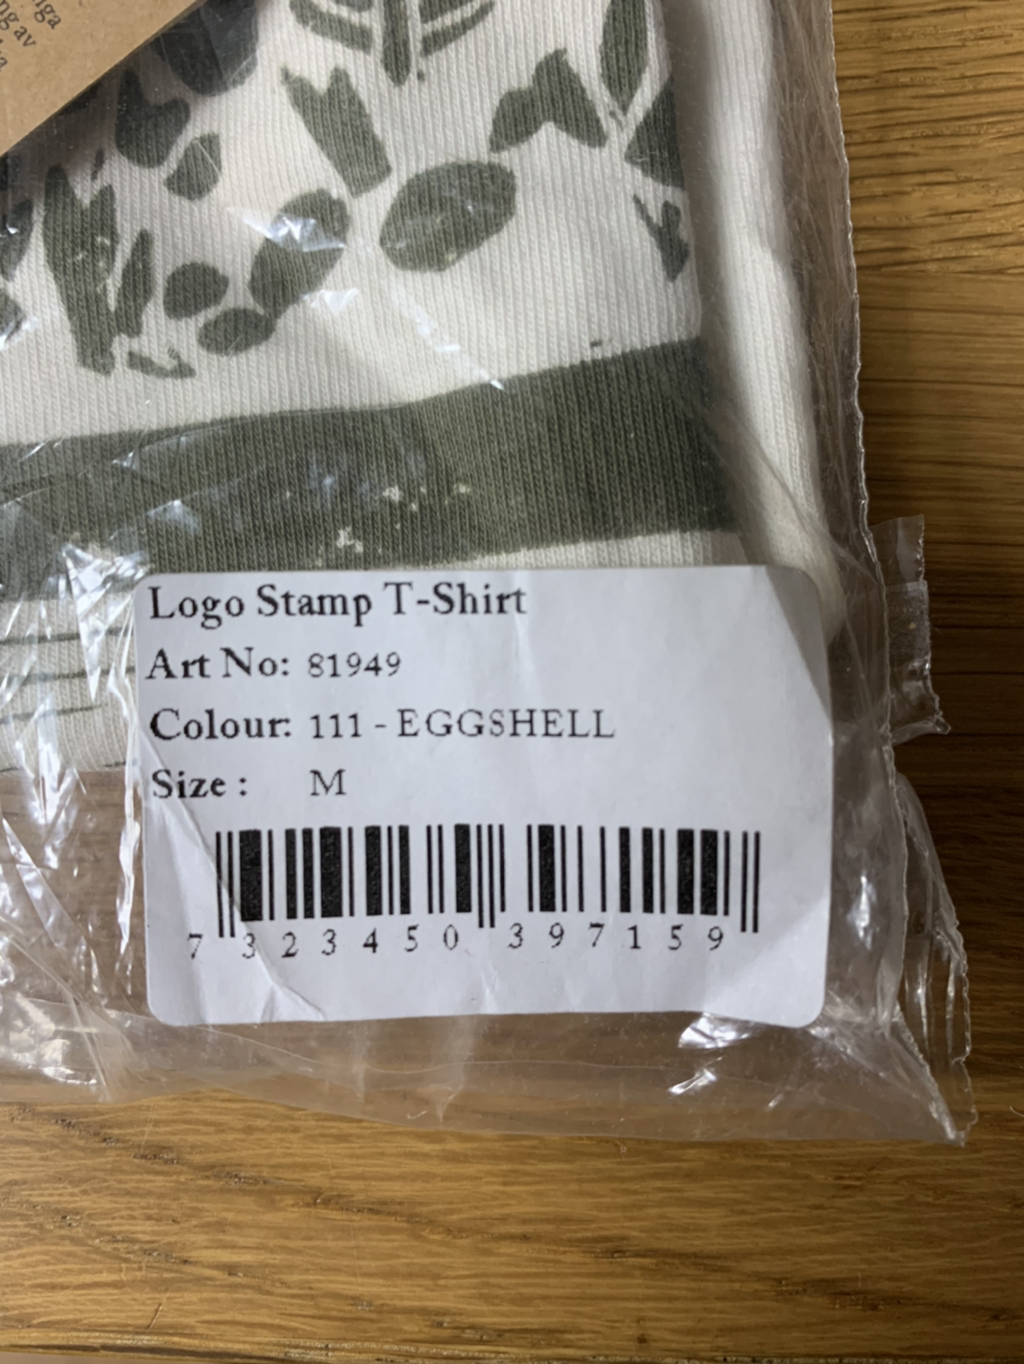 Logo Stamp T-Shirt
Art No: 81949
Colour: 111 - EGGSHELL
Size : M
7 323450 397159